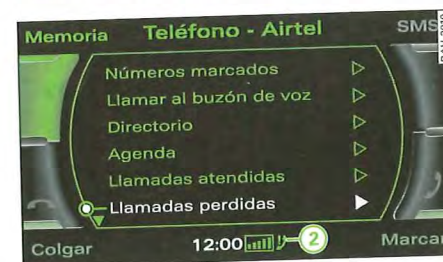 Memoria Teléfono - Airtel SMS
Números marcados
Llamar al buzón de voz
Directorio
Agenda
Llamadas atendidas
Llamadas perdidas
Colgar 12:00 2 Marcar